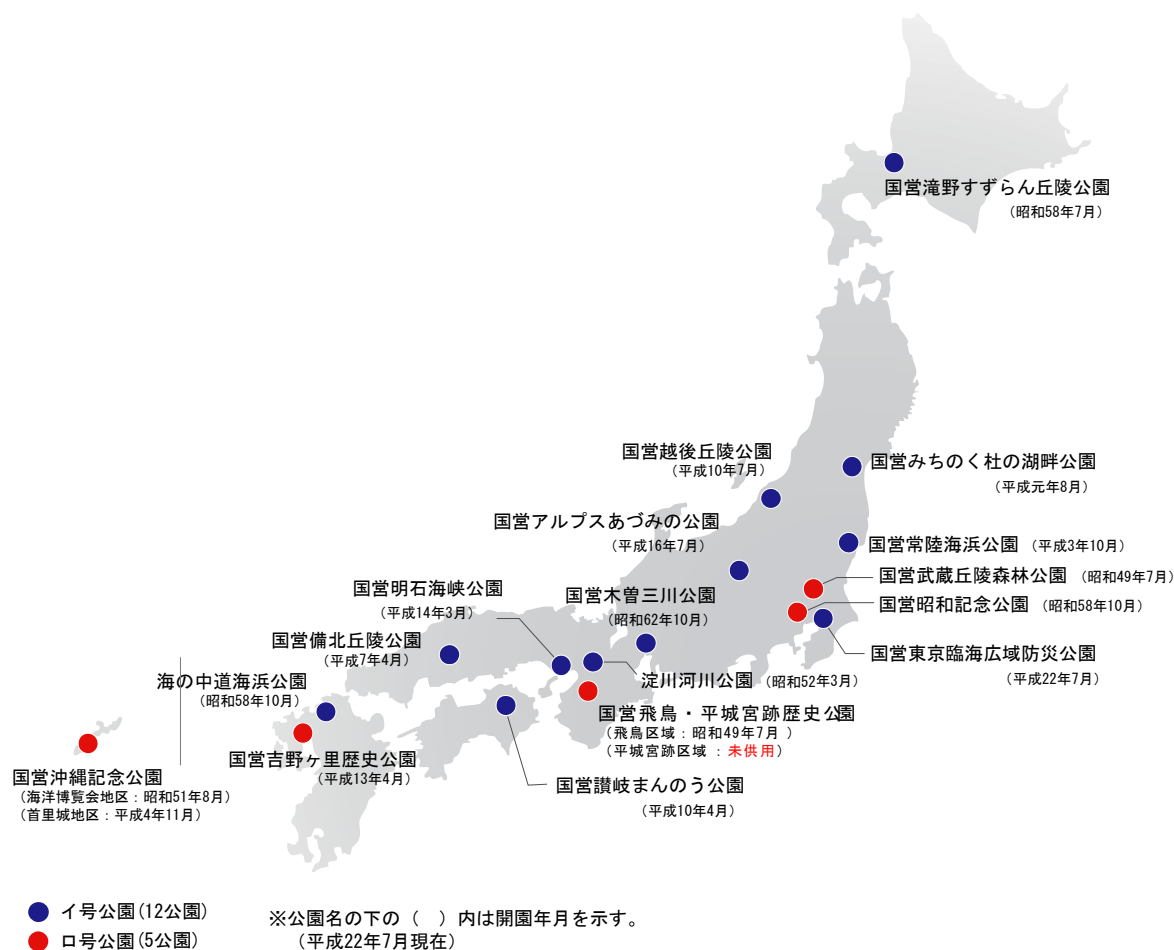 国営滝野すずらん丘陵公園
（昭和58年7月）
国営越後丘陵公園
（平成10年7月）
国営みちのく杜の湖畔公園
（平成元年8月）
国営アルプスあづみの公園
（平成16年7月）
国営常陸海浜公園 （平成3年10月）
国営武蔵丘陵森林公園 （昭和49年7月）
国営明石海峡公園
（平成14年3月）
国営木曽三川公園
（昭和62年10月）
国営昭和記念公園 （昭和58年10月）
国営備北丘陵公園
（平成7年4月）
国営東京臨海広域防災公園
（平成22年7月）
海の中道海浜公園
（昭和58年10月）
淀川河川公園 （昭和52年3月）
国営飛鳥・平城宮跡歴史公園
（飛鳥区域：昭和49年7月 ）
（平城宮跡区域 ：未供用）
国営吉野ヶ里歴史公園
（平成13年4月）
国営沖縄記念公園
（海洋博覧会地区：昭和51年8月）
（首里城地区：平成4年11月）
国営讃岐まんのう公園
（平成10年4月）
イ号公園(12公園)
ロ号公園(5公園)
※公園名の下の（ ）内は開園年月を示す。
（平成22年7月現在）